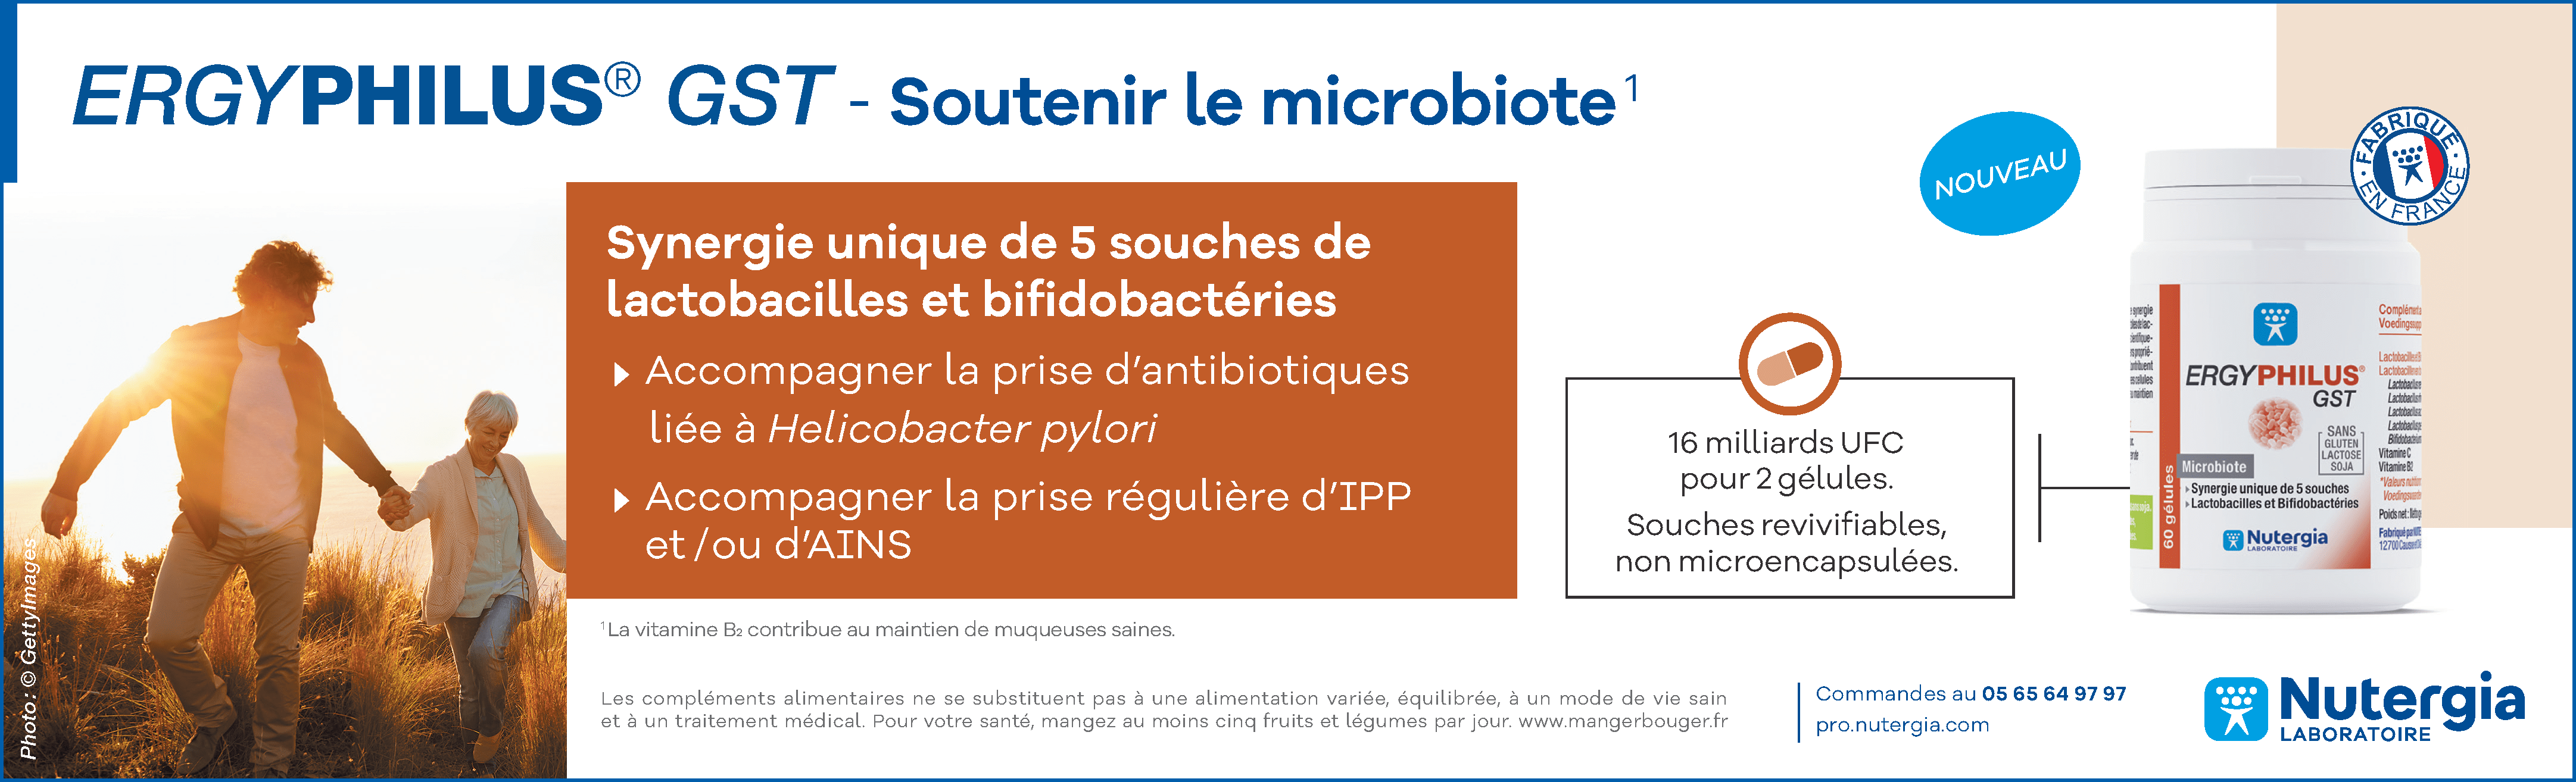 ERGYPHILUS® GST - Soutenir le microbiote¹
NOUVEAU
FABRIQUÉ EN FRANCE
Synergie unique de 5 souches de
lactobacilles et bifidobactéries
Accompagner la prise d'antibiotiques
liée à Helicobacter pylori
Accompagner la prise régulière d'IPP
et /ou d'AINS
16 milliards UFC
pour 2 gélules.
Souches revivifiables,
non microencapsulées.
60 gélules
ERGYPHILUS®
GST
SANS
GLUTEN
LACTOSE
SOJA
Microbiote
Synergie unique de 5 souches
Lactobacilles et Bifidobactéries
Nutergia
LABORATOIRE
Vitamine C
Vitamine B2
¹ La vitamine B₂ contribue au maintien de muqueuses saines.
Les compléments alimentaires ne se substituent pas à une alimentation variée, équilibrée, à un mode de vie sain
et à un traitement médical. Pour votre santé, mangez au moins cinq fruits et légumes par jour. www.mangerbouger.fr
Commandes au 05 65 64 97 97
pro.nutergia.com
Nutergia
LABORATOIRE
Photo : © GettyImages